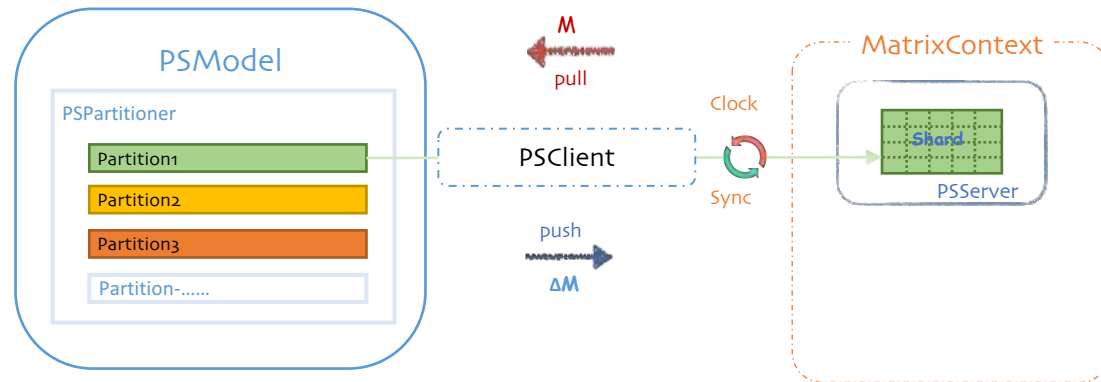 PSModel
PSPartitioner
Partition1
Partition2
Partition3
Partition-......
M
pull
PSClient
push
ΔM
Clock
Sync
MatrixContext
Shard
PSServer